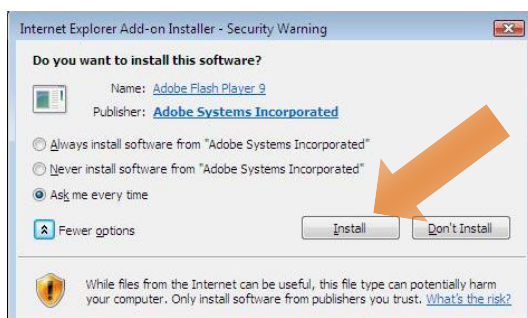 Internet Explorer Add-on Installer - Security Warning
Do you want to install this software?
Name: Adobe Flash Player 9
Publisher: Adobe Systems Incorporated
Always install software from "Adobe Systems Incorporated"
Never install software from "Adobe Systems Incorporated"
Ask me every time
Fewer options
Install
Don't Install
While files from the Internet can be useful, this file type can potentially harm
your computer. Only install software from publishers you trust. What's the risk?